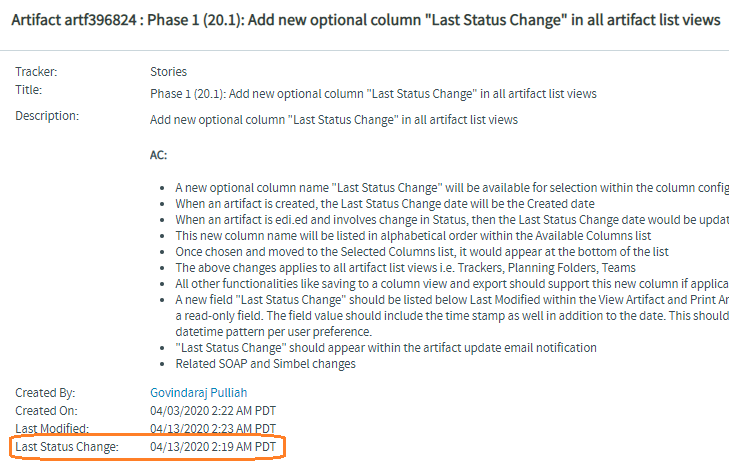 Artifact artf396824 : Phase 1 (20.1): Add new optional column "Last Status Change" in all artifact list views
Tracker: Stories
Title: Phase 1 (20.1): Add new optional column "Last Status Change" in all artifact list views
Description: Add new optional column "Last Status Change" in all artifact list views
AC:
• A new optional column name "Last Status Change" will be available for selection within the column config
• When an artifact is created, the Last Status Change date will be the Created date
• When an artifact is edi.ed and involves change in Status, then the Last Status Change date would be updat
• This new column name will be listed in alphabetical order within the Available Columns list
• Once chosen and moved to the Selected Columns list, it would appear at the bottom of the list
• The above changes applies to all artifact list views i.e. Trackers, Planning Folders, Teams
• All other functionalities like saving to a column view and export should support this new column if applica
• A new field "Last Status Change" should be listed below Last Modified within the View Artifact and Print Ar
a read-only field. The field value should include the time stamp as well in addition to the date. This should
datetime pattern per user preference.
• "Last Status Change" should appear within the artifact update email notification
• Related SOAP and Simbel changes
Created By: Govindaraj Pulliah
Created On: 04/03/2020 2:22 AM PDT
Last Modified: 04/13/2020 2:23 AM PDT
Last Status Change: 04/13/2020 2:19 AM PDT